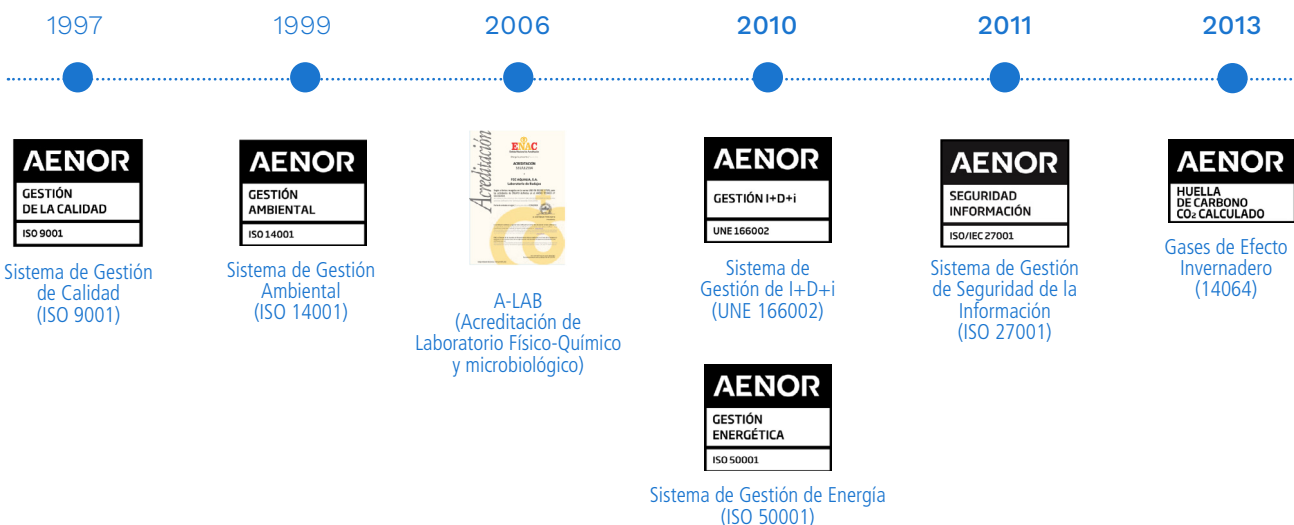 1997
1999
2006
2010
2011
2013
AENOR
GESTIÓN
DE LA CALIDAD
ISO 9001
Sistema de Gestión
de Calidad
(ISO 9001)
AENOR
GESTIÓN
AMBIENTAL
ISO 14001
Sistema de Gestión
Ambiental
(ISO 14001)
Acreditación
ENAC
ACREDITACIÓN
A-LAB
(Acreditación de
Laboratorio Físico-Químico
y microbiológico)
AENOR
GESTIÓN I+D+i
UNE 166002
Sistema de
Gestión de I+D+i
(UNE 166002)
AENOR
GESTIÓN
ENERGÉTICA
ISO 50001
Sistema de Gestión de Energía
(ISO 50001)
AENOR
SEGURIDAD
INFORMACIÓN
ISO/IEC 27001
Sistema de Gestión
de Seguridad de la
Información
(ISO 27001)
AENOR
HUELLA
DE CARBONO
CO₂ CALCULADO
Gases de Efecto
Invernadero
(14064)